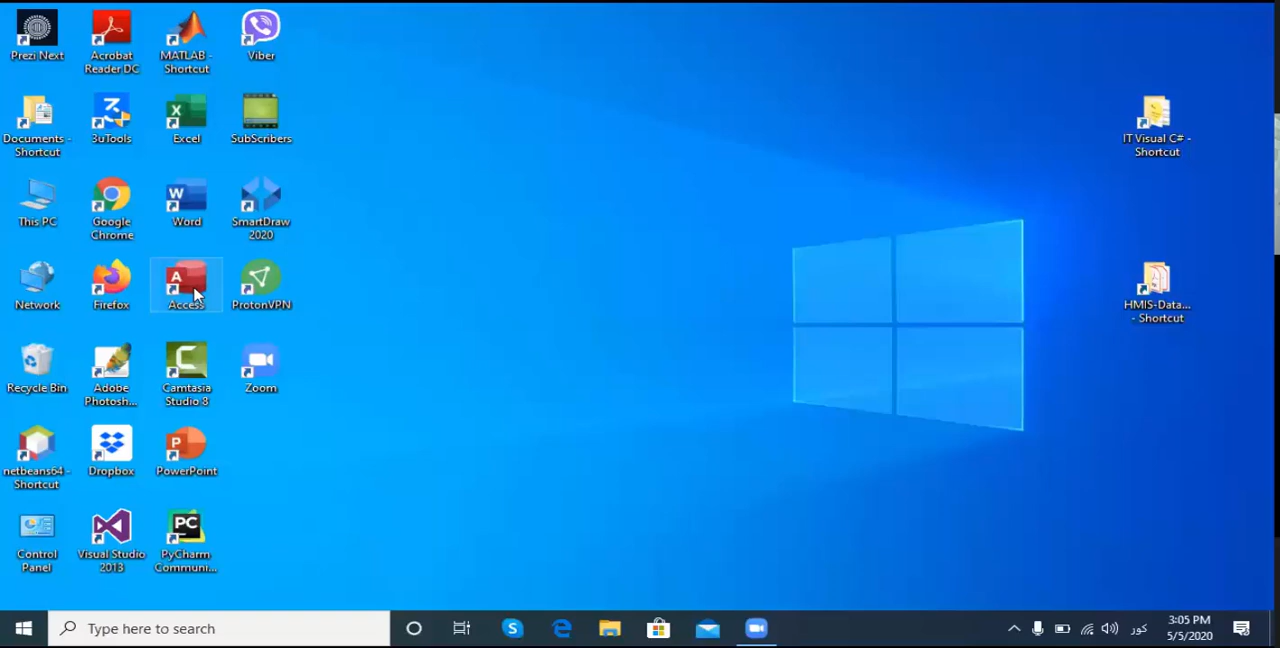 Prezi Next
Acrobat
Reader DC
MATLAB -
Shortcut
Viber
Documents -
Shortcut
3uTools
Excel
SubScribers
This PC
Google
Chrome
Word
SmartDraw
2020
Network
Firefox
Access
ProtonVPN
Recycle Bin
Adobe
Photosh...
Camtasia
Studio 8
Zoom
netbeans64 -
Shortcut
Dropbox
PowerPoint
Control
Panel
Visual Studio
2013
PyCharm
Communi...
IT Visual C# -
Shortcut
HMIS-Data...
- Shortcut
Type here to search
کور
3:05 PM
5/5/2020